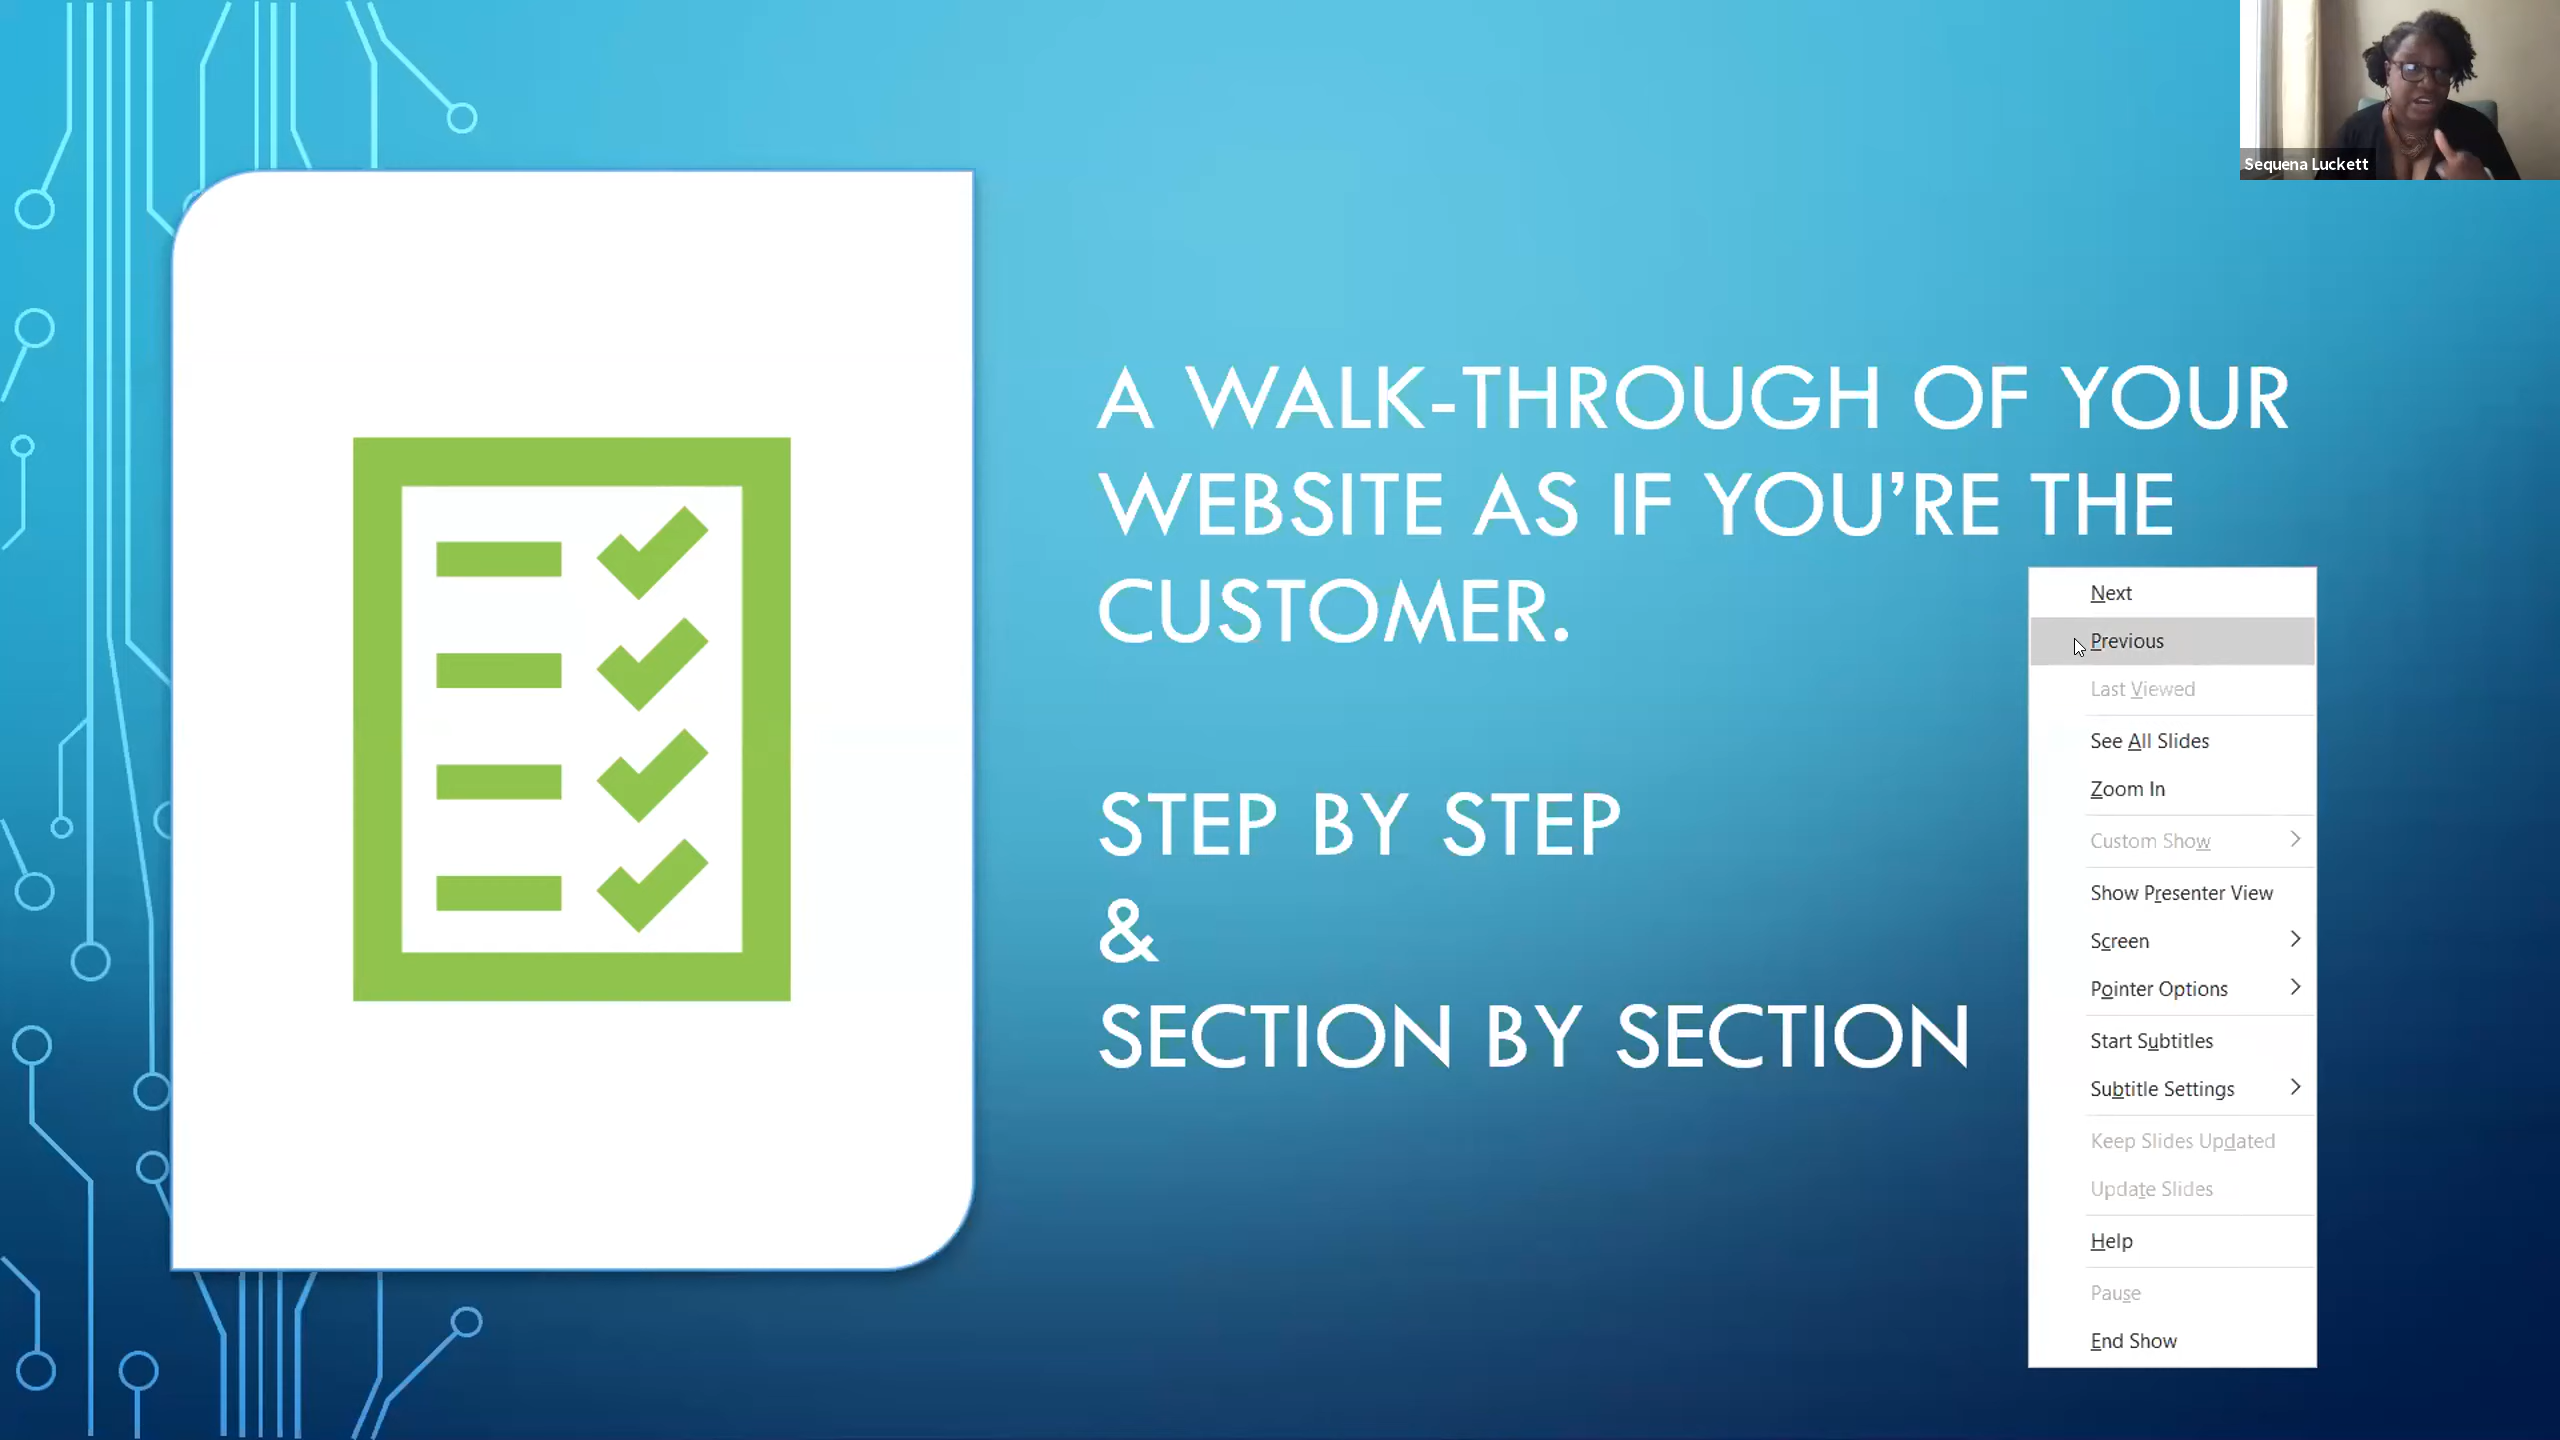 Sequena Luckett
A WALK-THROUGH OF YOUR
WEBSITE AS IF YOU’RE THE
CUSTOMER.
STEP BY STEP
&
SECTION BY SECTION
Next
Previous
Last Viewed
See All Slides
Zoom In
Custom Show
Show Presenter View
Screen
Pointer Options
Start Subtitles
Subtitle Settings
Keep Slides Updated
Update Slides
Help
Pause
End Show